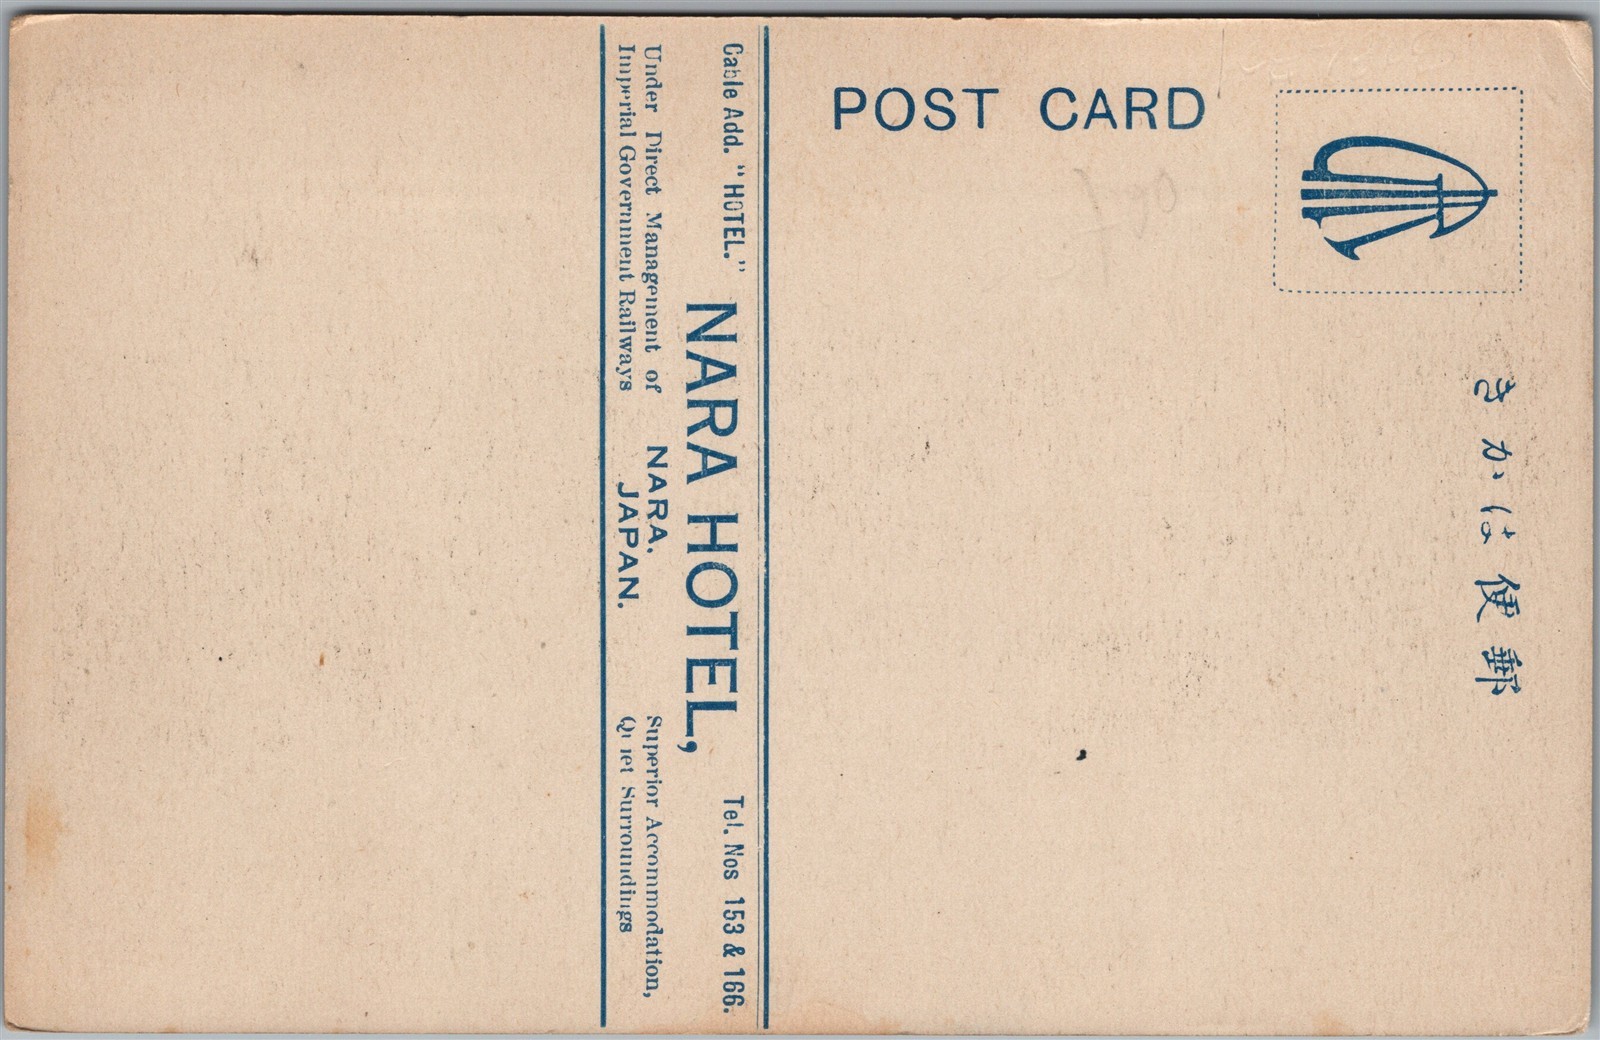 POST CARD
きかは便郵
Cable Add. "HOTEL."
NARA HOTEL,
Tel. Nos 153 & 166.
Under Direct Management of
Imperial Government Railways
NARA,
JAPAN.
Superior Accommodation,
Quiet Surroundings